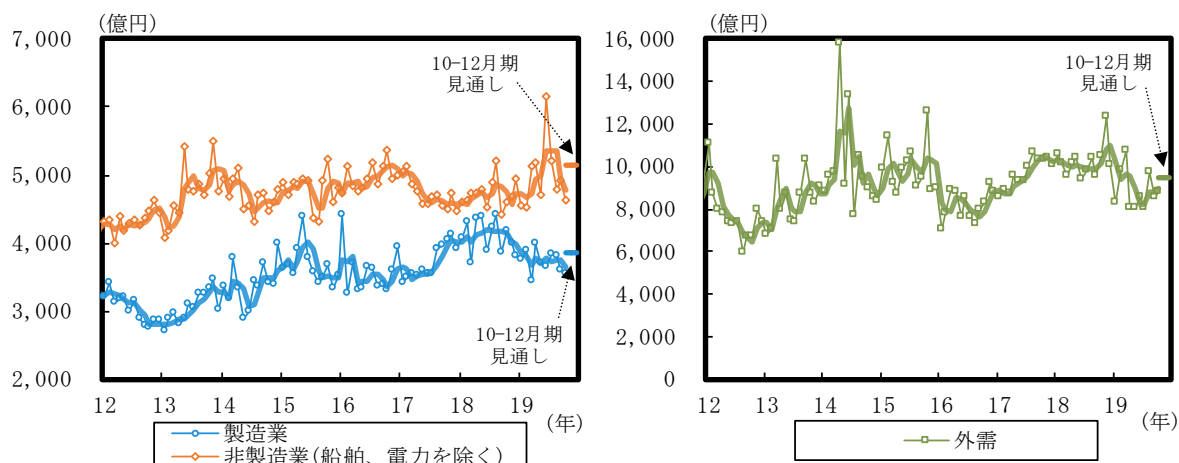 (億円)
7,000
6,000
5,000
4,000
3,000
2,000
10-12月期
見通し
10-12月期
見通し
12 13 14 15 16 17 18 19
(年)
製造業
非製造業(船舶、電力を除く)
(億円)
16,000
14,000
12,000
10,000
8,000
6,000
4,000
2,000
0
10-12月期
見通し
12 13 14 15 16 17 18 19
(年)
外需